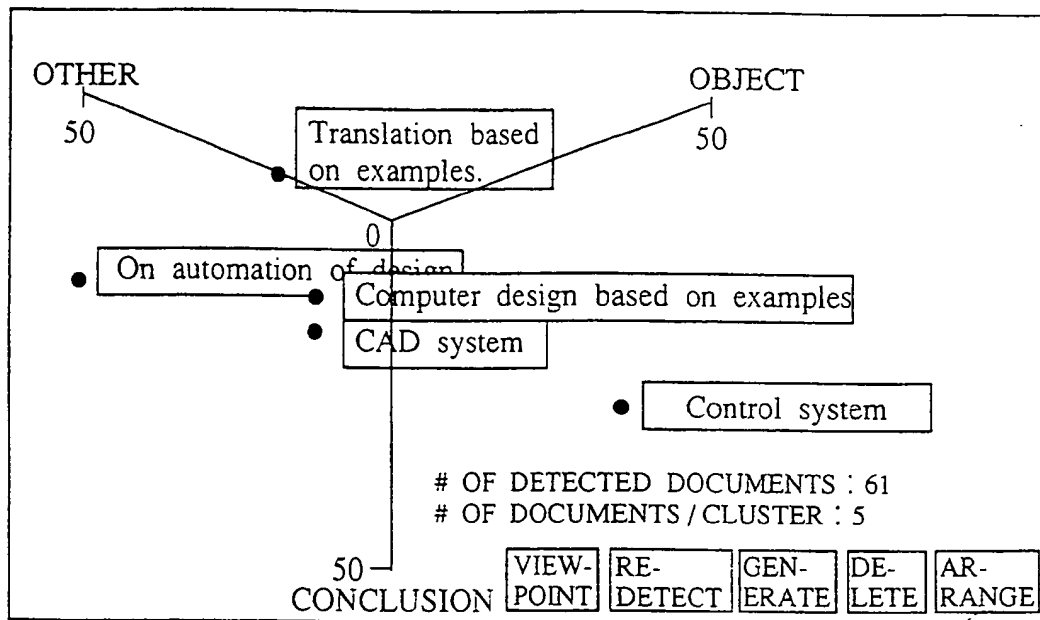 OTHER
OBJECT
50
50
Translation based
on examples.
0
On automation of design
Computer design based on examples
CAD system
Control system
# OF DETECTED DOCUMENTS : 61
# OF DOCUMENTS / CLUSTER : 5
50
CONCLUSION
VIEW-
POINT
RE-
DETECT
GEN-
ERATE
DE-
LETE
AR-
RANGE